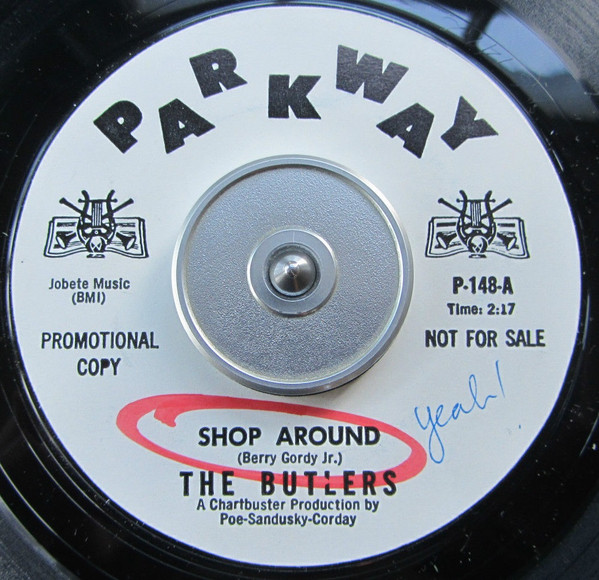 PARKWAY
Jobete Music
(BMI)
P-148-A
Time: 2:17
PROMOTIONAL
COPY
NOT FOR SALE
yeah!
SHOP AROUND
(Berry Gordy Jr.)
THE BUTLERS
A Chartbuster Production by
Poe-Sandusky-Corday